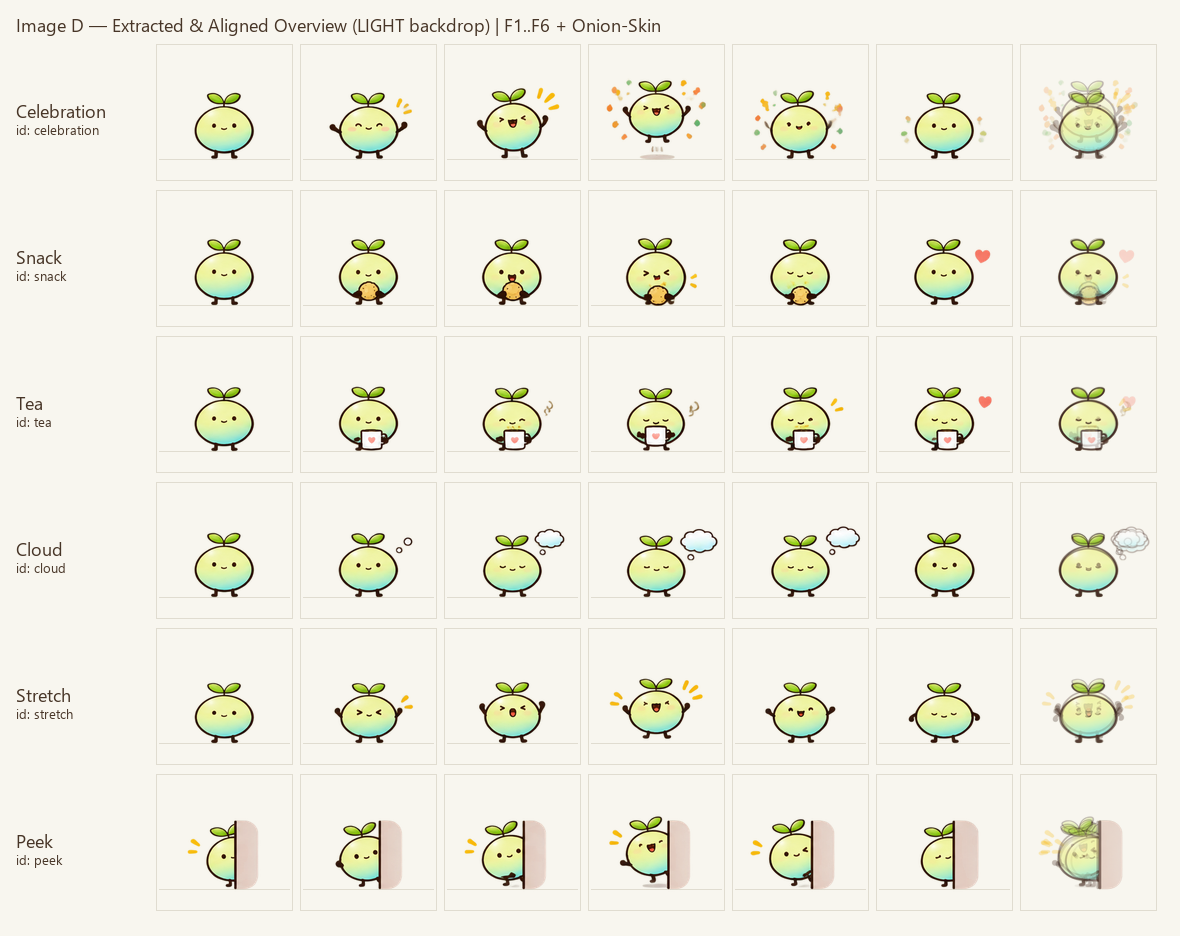 Image D — Extracted & Aligned Overview (LIGHT backdrop) | F1..F6 + Onion-Skin
Celebration
id: celebration
Snack
id: snack
Tea
id: tea
Cloud
id: cloud
Stretch
id: stretch
Peek
id: peek